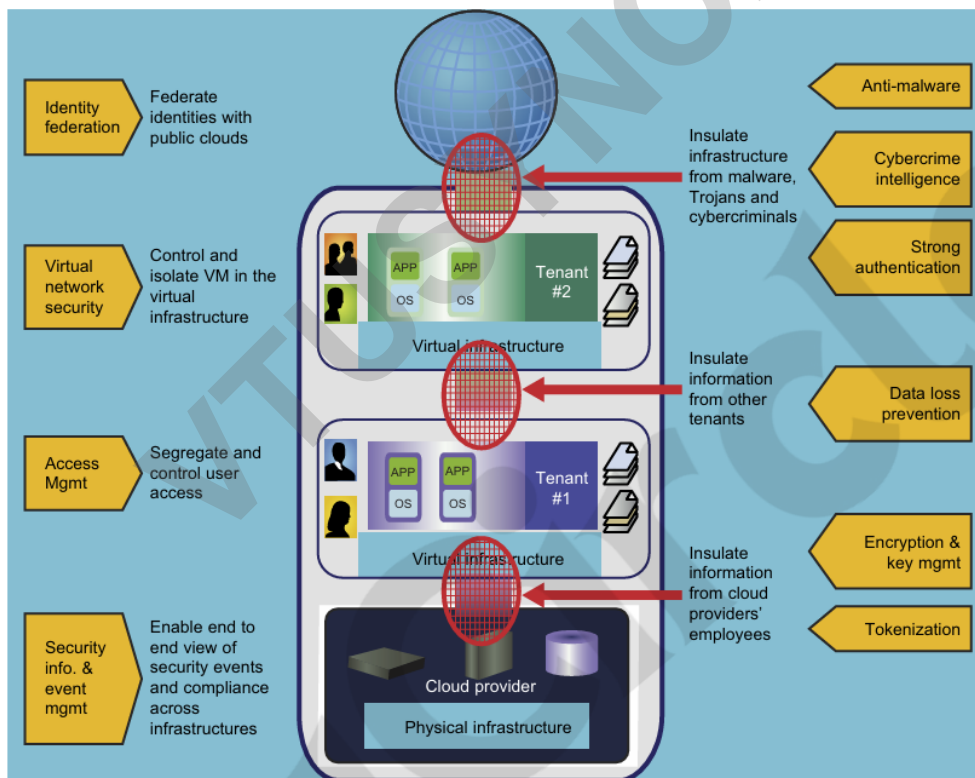 Identity
federation
Federate
identities with
public clouds
Virtual
network
security
Control and
isolate VM in the
virtual
infrastructure
Access
Mgmt
Segregate and
control user
access
Security
info. &
event
mgmt
Enable end to
end view of
security events
and compliance
across
infrastructures
APP
APP
OS
OS
Tenant
#2
Virtual infrastructure
APP
APP
OS
OS
Tenant
#1
Virtual infrastructure
Cloud provider
Physical infrastructure
Insulate
infrastructure
from malware,
Trojans and
cybercriminals
Insulate
information
from other
tenants
Insulate
information
from cloud
providers’
employees
Anti-malware
Cybercrime
intelligence
Strong
authentication
Data loss
prevention
Encryption &
key mgmt
Tokenization